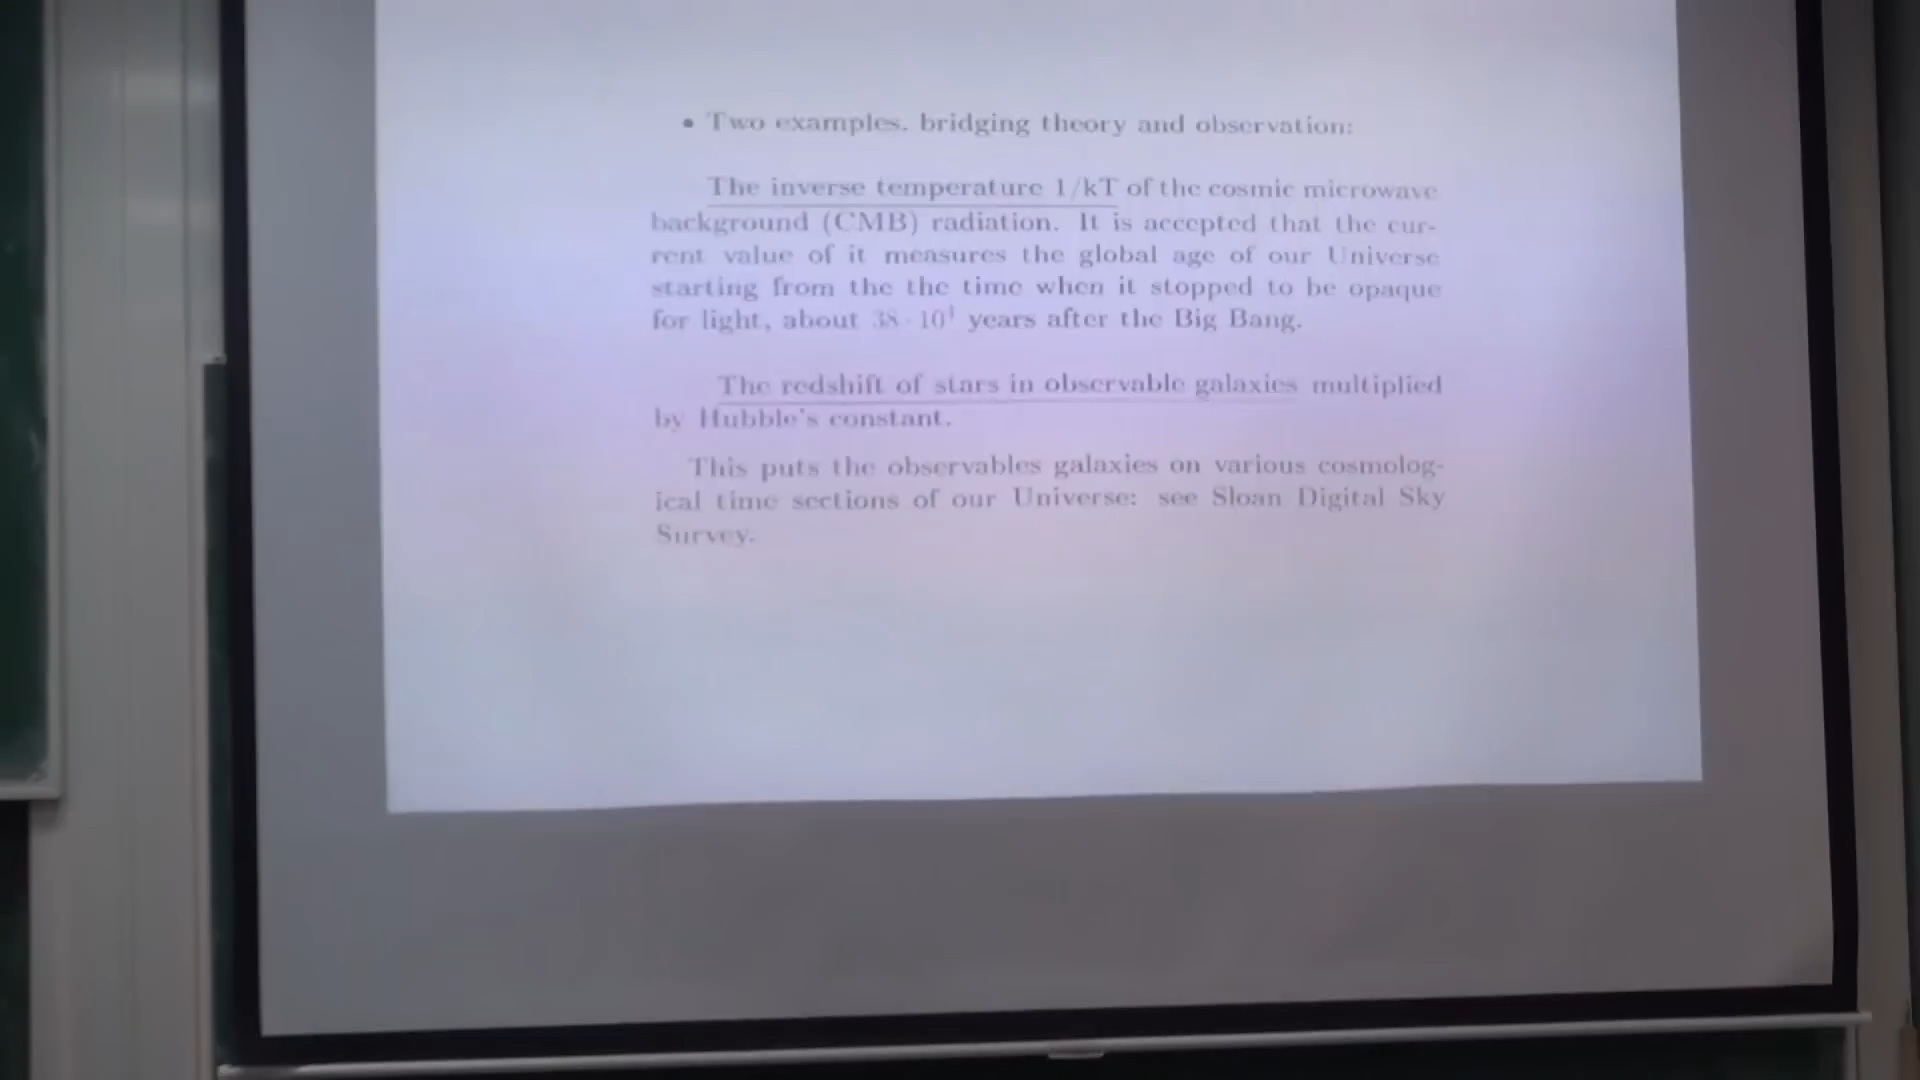 • Two examples, bridging theory and observation:
The inverse temperature 1/kT of the cosmic microwave
background (CMB) radiation. It is accepted that the cur-
rent value of it measures the global age of our Universe
starting from the the time when it stopped to be opaque
for light, about 38 · 10⁴ years after the Big Bang.
The redshift of stars in observable galaxies multiplied
by Hubble's constant.
This puts the observables galaxies on various cosmolog-
ical time sections of our Universe: see Sloan Digital Sky
Survey.